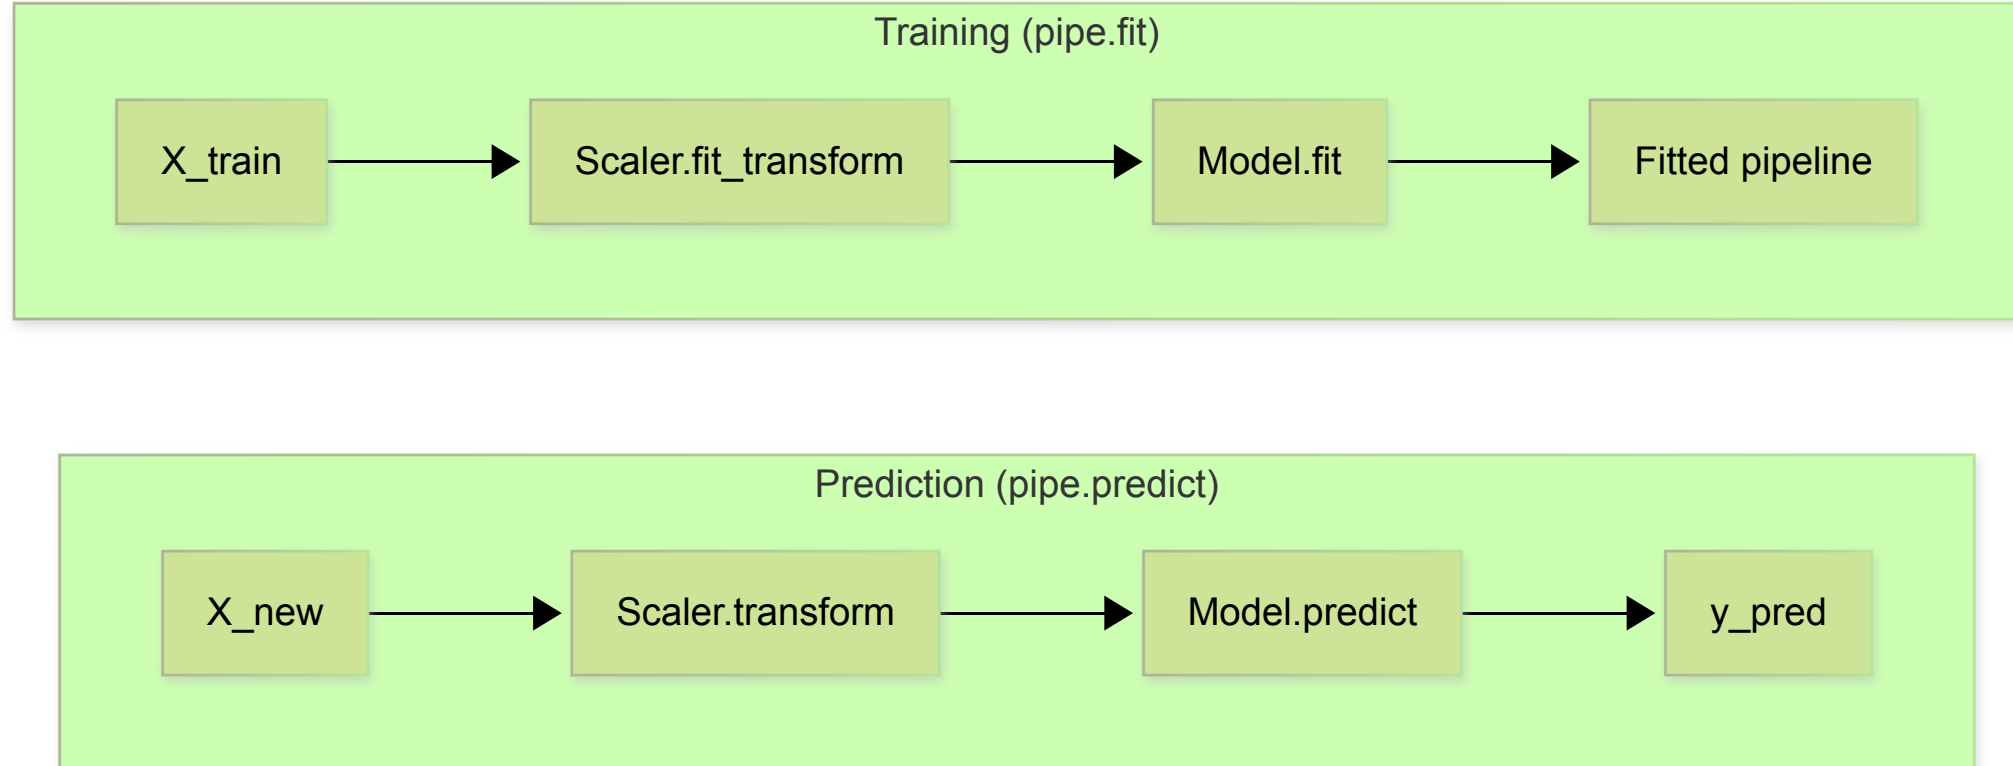 Training (pipe.fit)
X_train
Scaler.fit_transform
Model.fit
Fitted pipeline
Prediction (pipe.predict)
X_new
Scaler.transform
Model.predict
y_pred